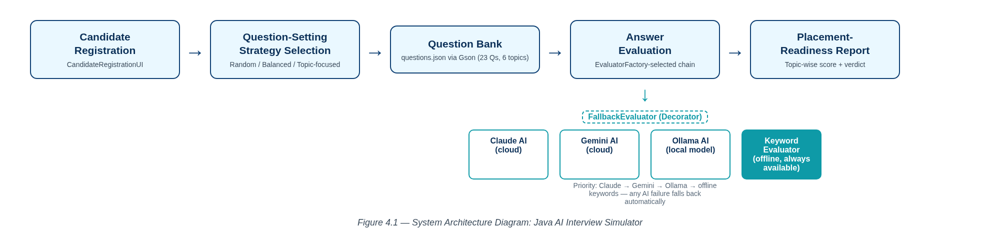 Candidate
Registration
CandidateRegistrationUI
→
Question-Setting
Strategy Selection
Random / Balanced / Topic-focused
→
Question Bank
questions.json via Gson (23 Qs, 6 topics)
→
Answer
Evaluation
EvaluatorFactory-selected chain
→
Placement-
Readiness Report
Topic-wise score + verdict
↓
FallbackEvaluator (Decorator)
Claude AI
(cloud)
Gemini AI
(cloud)
Ollama AI
(local model)
Keyword
Evaluator
(offline, always
available)
Priority: Claude → Gemini → Ollama → offline
keywords — any AI failure falls back
automatically
Figure 4.1 — System Architecture Diagram: Java AI Interview Simulator